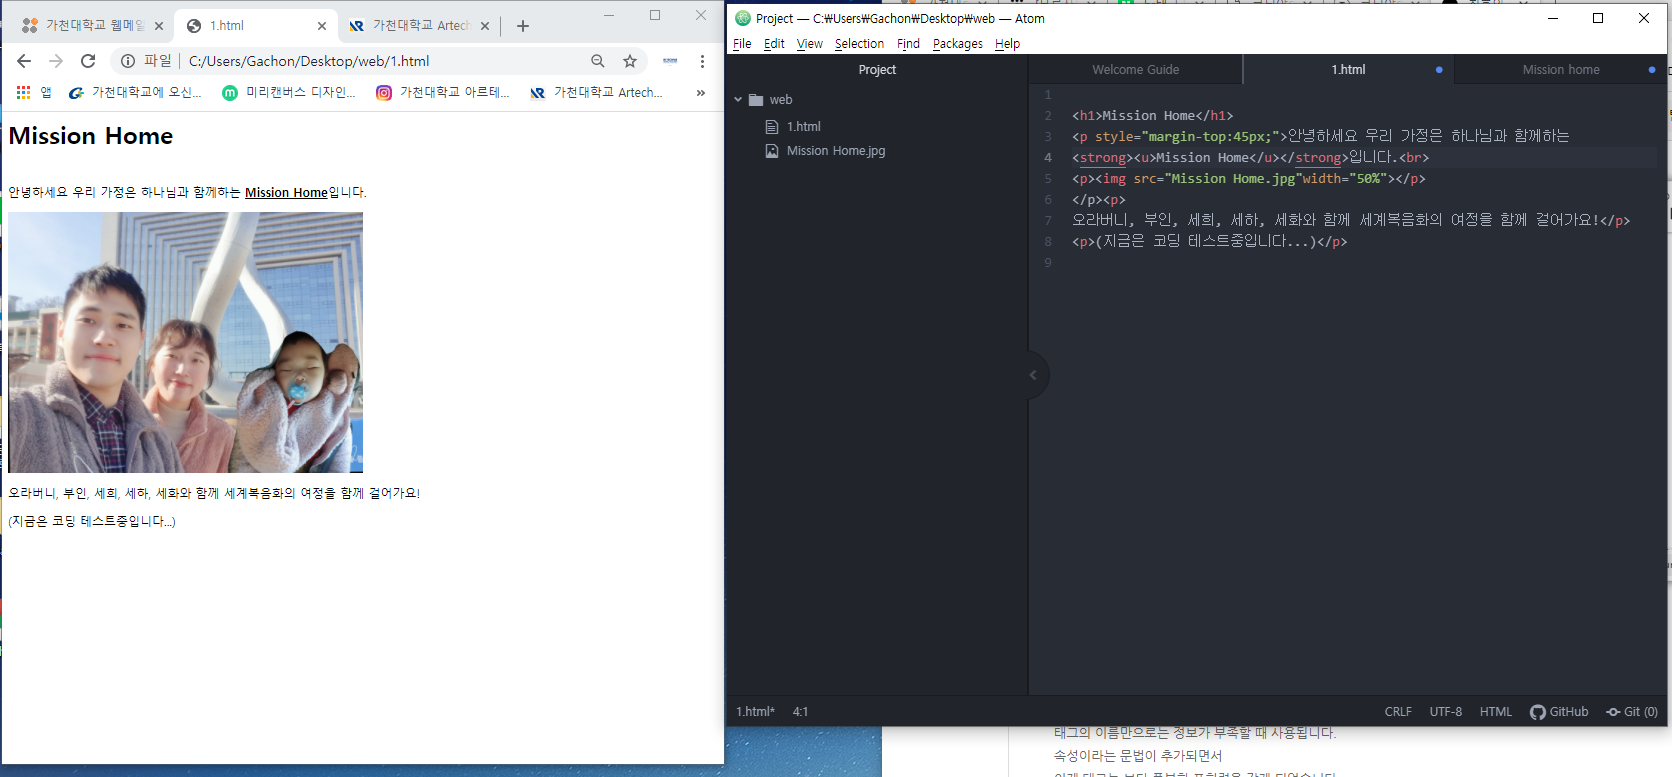 가천대학교 웹메일
1.html
가천대학교 Artech
파일 C:/Users/Gachon/Desktop/web/1.html
앱 가천대학교에 오신... 미리캔버스 디자인... 가천대학교 아르테... 가천대학교 Artech... »
Mission Home
안녕하세요 우리 가정은 하나님과 함께하는 Mission Home입니다.
오라버니, 부인, 세희, 세하, 세화와 함께 세계복음화의 여정을 함께 걸어가요!
(지금은 코딩 테스트중입니다...)
Project — C:₩Users₩Gachon₩Desktop₩web — Atom
File Edit View Selection Find Packages Help
Project
web
1.html
Mission Home.jpg
Welcome Guide 1.html Mission home
1
2 <h1>Mission Home</h1>
3 <p style="margin-top:45px;">안녕하세요 우리 가정은 하나님과 함께하는
4 <strong><u>Mission Home</u></strong>입니다.<br>
5 <p><img src="Mission Home.jpg"width="50%"></p>
6 </p><p>
7 오라버니, 부인, 세희, 세하, 세화와 함께 세계복음화의 여정을 함께 걸어가요!</p>
8 <p>(지금은 코딩 테스트중입니다...)</p>
9
1.html* 4:1 CRLF UTF-8 HTML GitHub Git (0)
태그의 이름만으로는 정보가 부족할 때 사용됩니다.
속성이라는 문법이 추가되면서